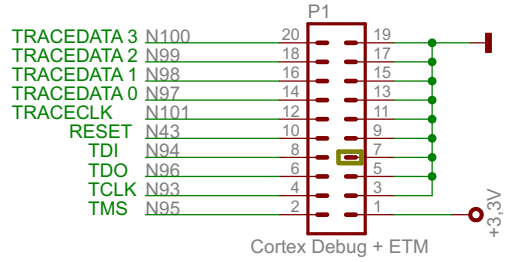 P1
TRACEDATA 3 N100 20 19
TRACEDATA 2 N99 18 17
TRACEDATA 1 N98 16 15
TRACEDATA 0 N97 14 13
TRACECLK N101 12 11
RESET N43 10 9
TDI N94 8 7
TDO N96 6 5
TCLK N93 4 3
TMS N95 2 1
+3,3V
Cortex Debug + ETM